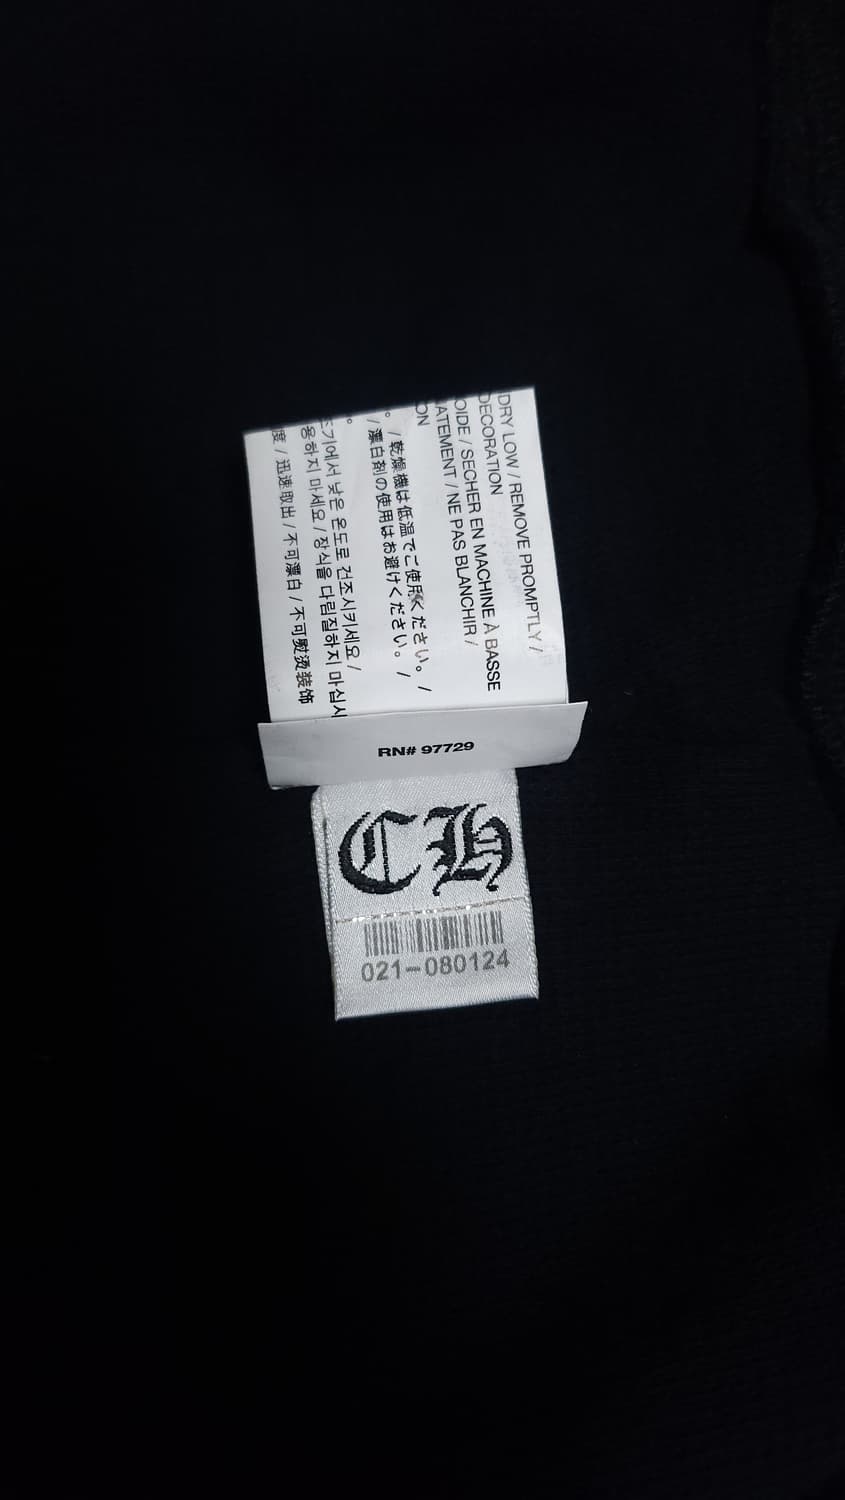 DRY LOW / REMOVE PROMPTLY /
DECORATION
OIDE / SECHER EN MACHINE À BASSE
ATEMENT / NE PAS BLANCHIR /
ON
。 / 乾燥機は低温でご使用ください。 /
/ 漂白剤の使用はお避けください。 /
조기에서 낮은 온도로 건조시키세요 /
용하지 마세요 / 장식을 다림질하지 마십시
度 / 迅速取出 / 不可漂白 / 不可熨烫装饰
RN# 97729
CH
021-080124